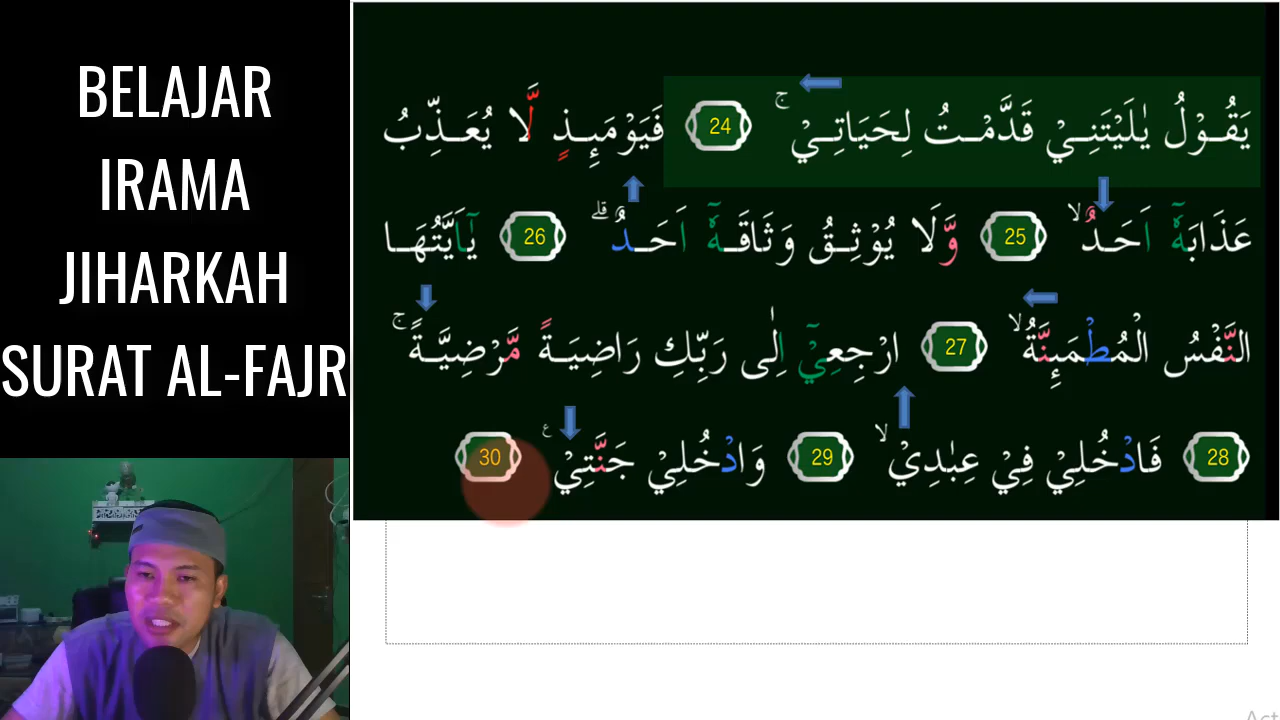 BELAJAR
IRAMA
JIHARKAH
SURAT AL-FAJR
يَقُوْلُ يٰلَيْتَنِيْ قَدَّمْتُ لِحَيَاتِيْ ۚ 24 فَيَوْمَىِٕذٍ لَّا يُعَذِّبُ
عَذَابَهٗٓ اَحَدٌ ۙ 25 وَّلَا يُوْثِقُ وَثَاقَهٗٓ اَحَدٌ ۗ 26 يٰٓاَيَّتُهَا
النَّفْسُ الْمُطْمَىِٕنَّةُ ۙ 27 ارْجِعِيْٓ اِلٰى رَبِّكِ رَاضِيَةً مَّرْضِيَّةً ۚ
28 فَادْخُلِيْ فِيْ عِبٰدِيْ ۙ 29 وَادْخُلِيْ جَنَّتِيْ ࣖ 30
Act